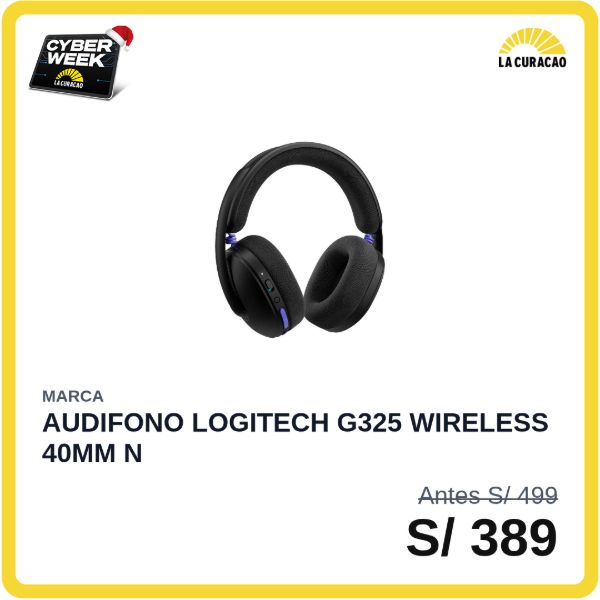 CYBER
WEEK
LA CURACAO
LA CURACAO
MARCA
AUDIFONO LOGITECH G325 WIRELESS
40MM N
Antes S/ 499
S/ 389